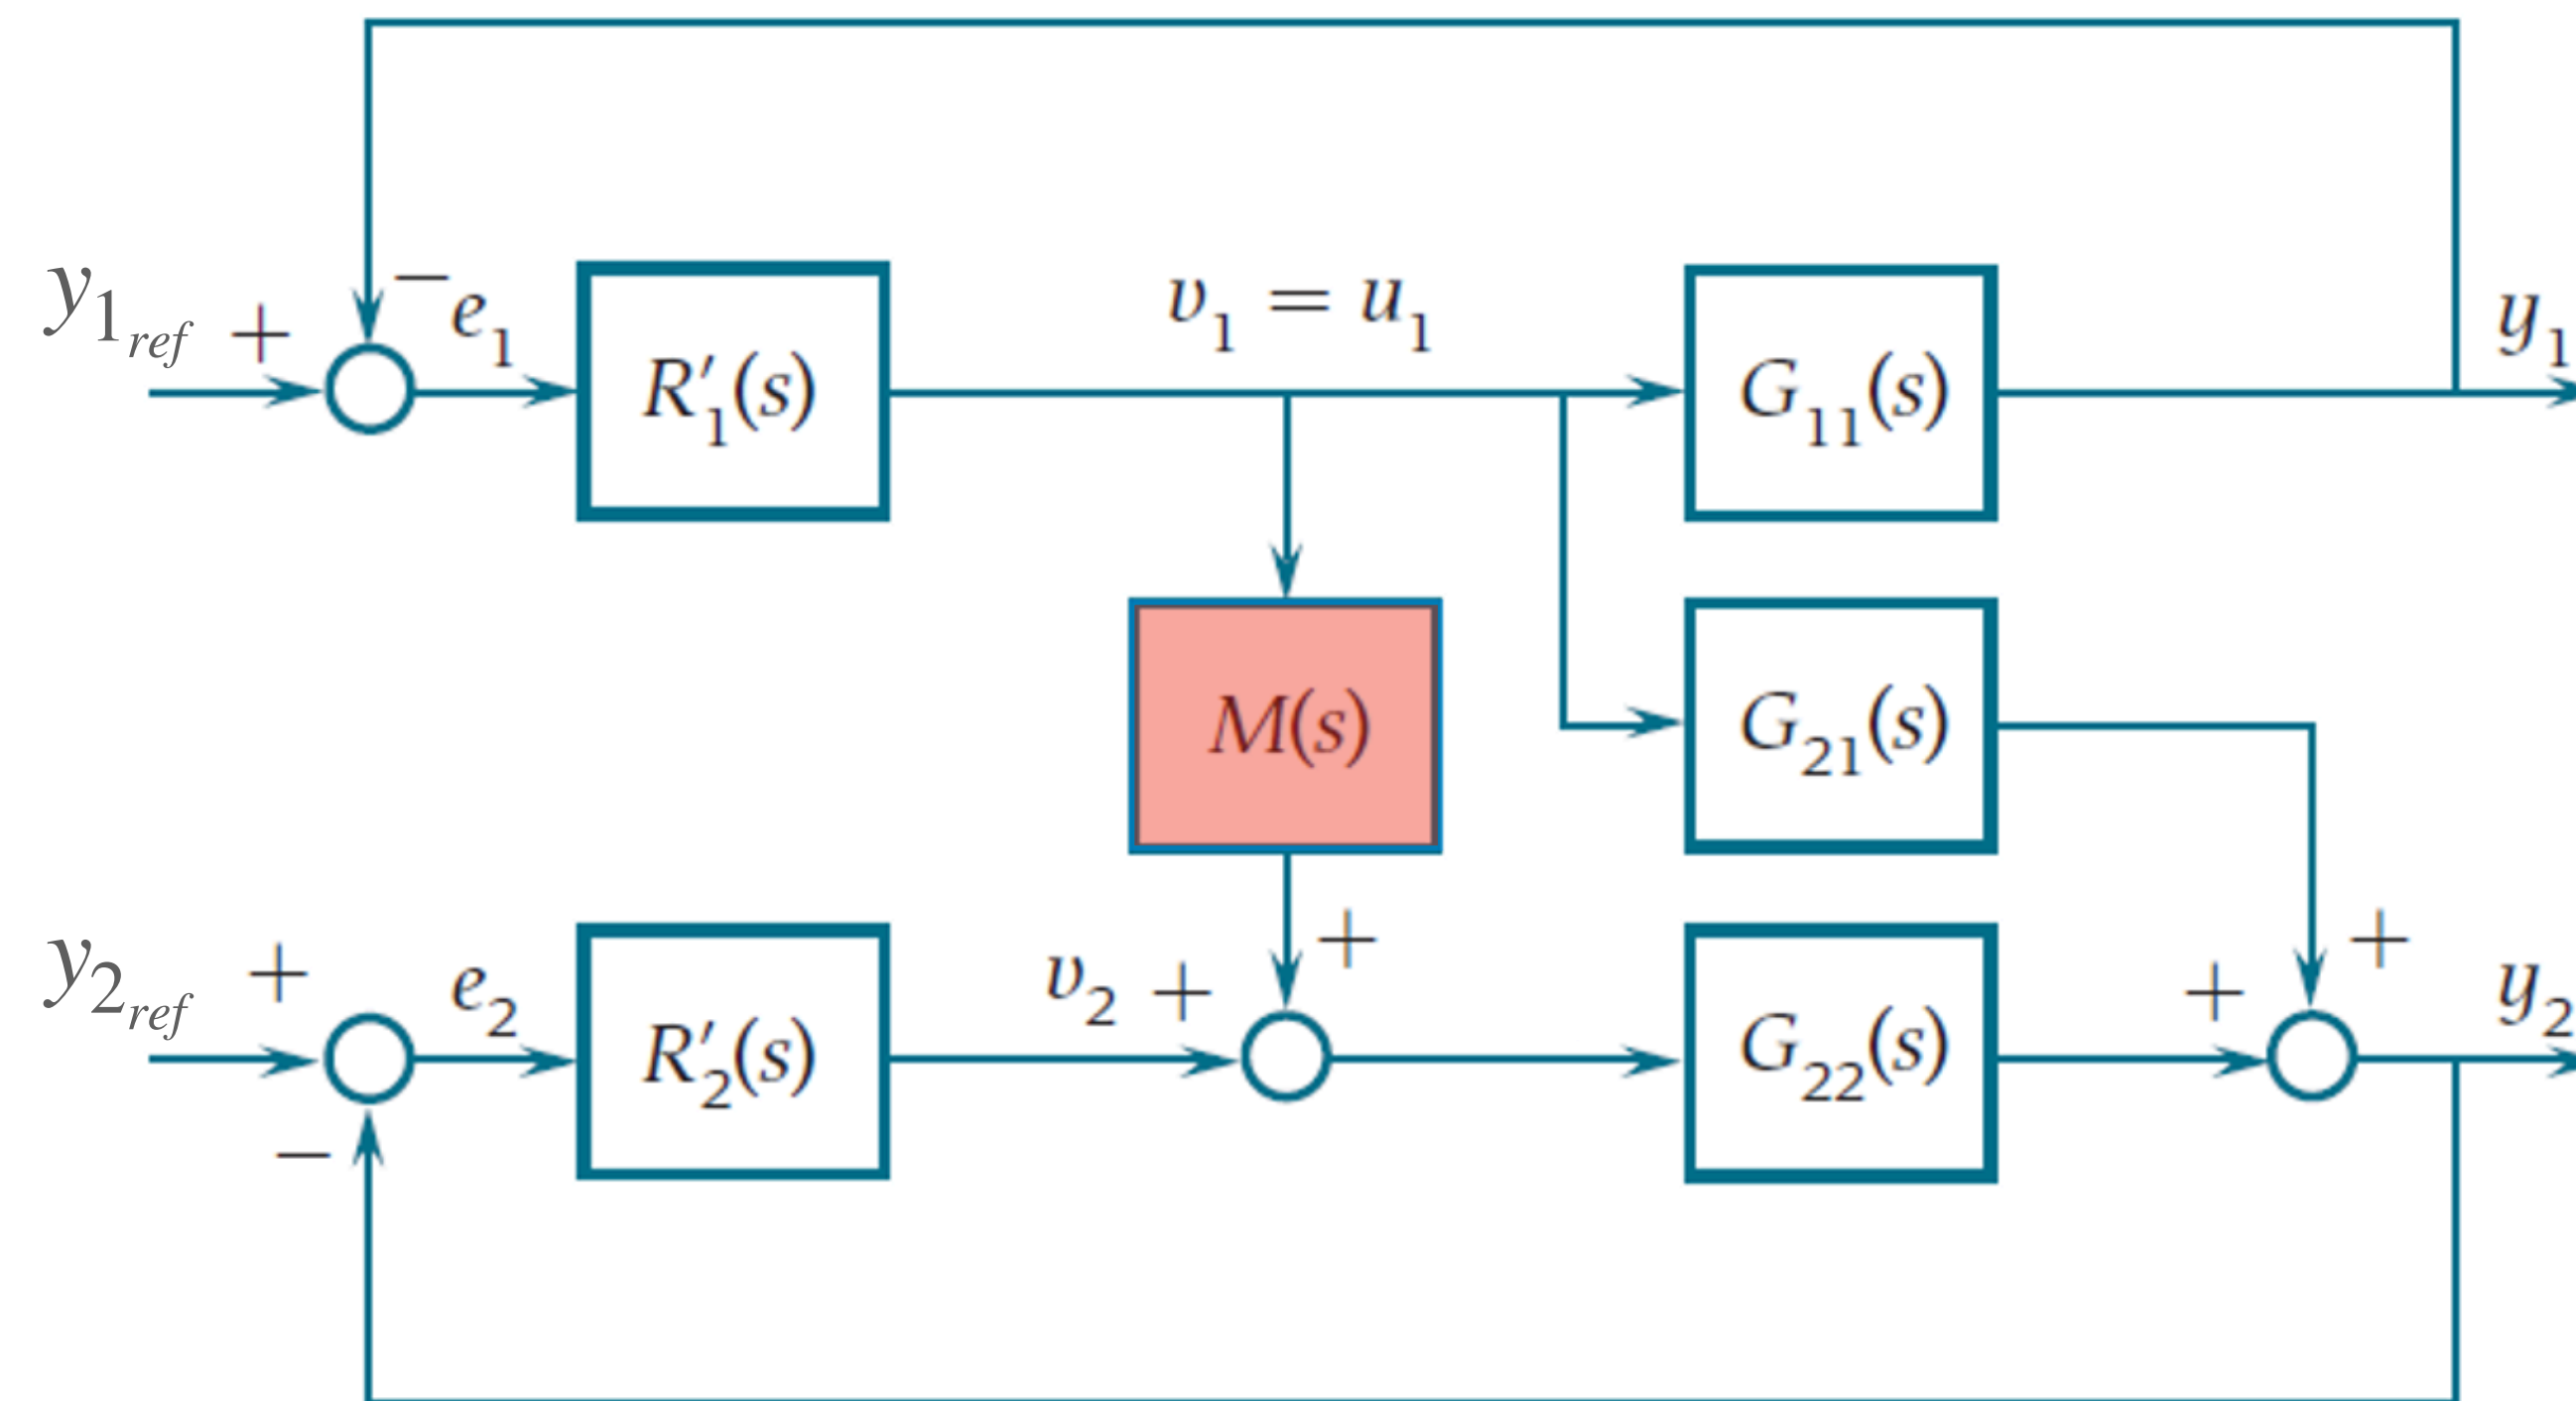 y₁ref + − e₁ R′₁(s) v₁ = u₁ G₁₁(s) y₁
M(s) G₂₁(s)
y₂ref + − e₂ R′₂(s) v₂ + + G₂₂(s) + + y₂